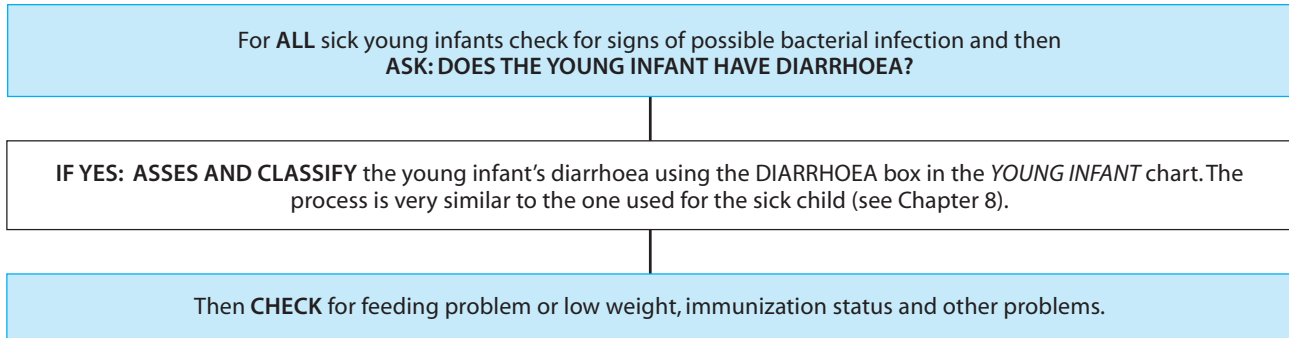 For ALL sick young infants check for signs of possible bacterial infection and then
ASK: DOES THE YOUNG INFANT HAVE DIARRHOEA?
IF YES: ASSES AND CLASSIFY the young infant's diarrhoea using the DIARRHOEA box in the YOUNG INFANT chart. The
process is very similar to the one used for the sick child (see Chapter 8).
Then CHECK for feeding problem or low weight, immunization status and other problems.